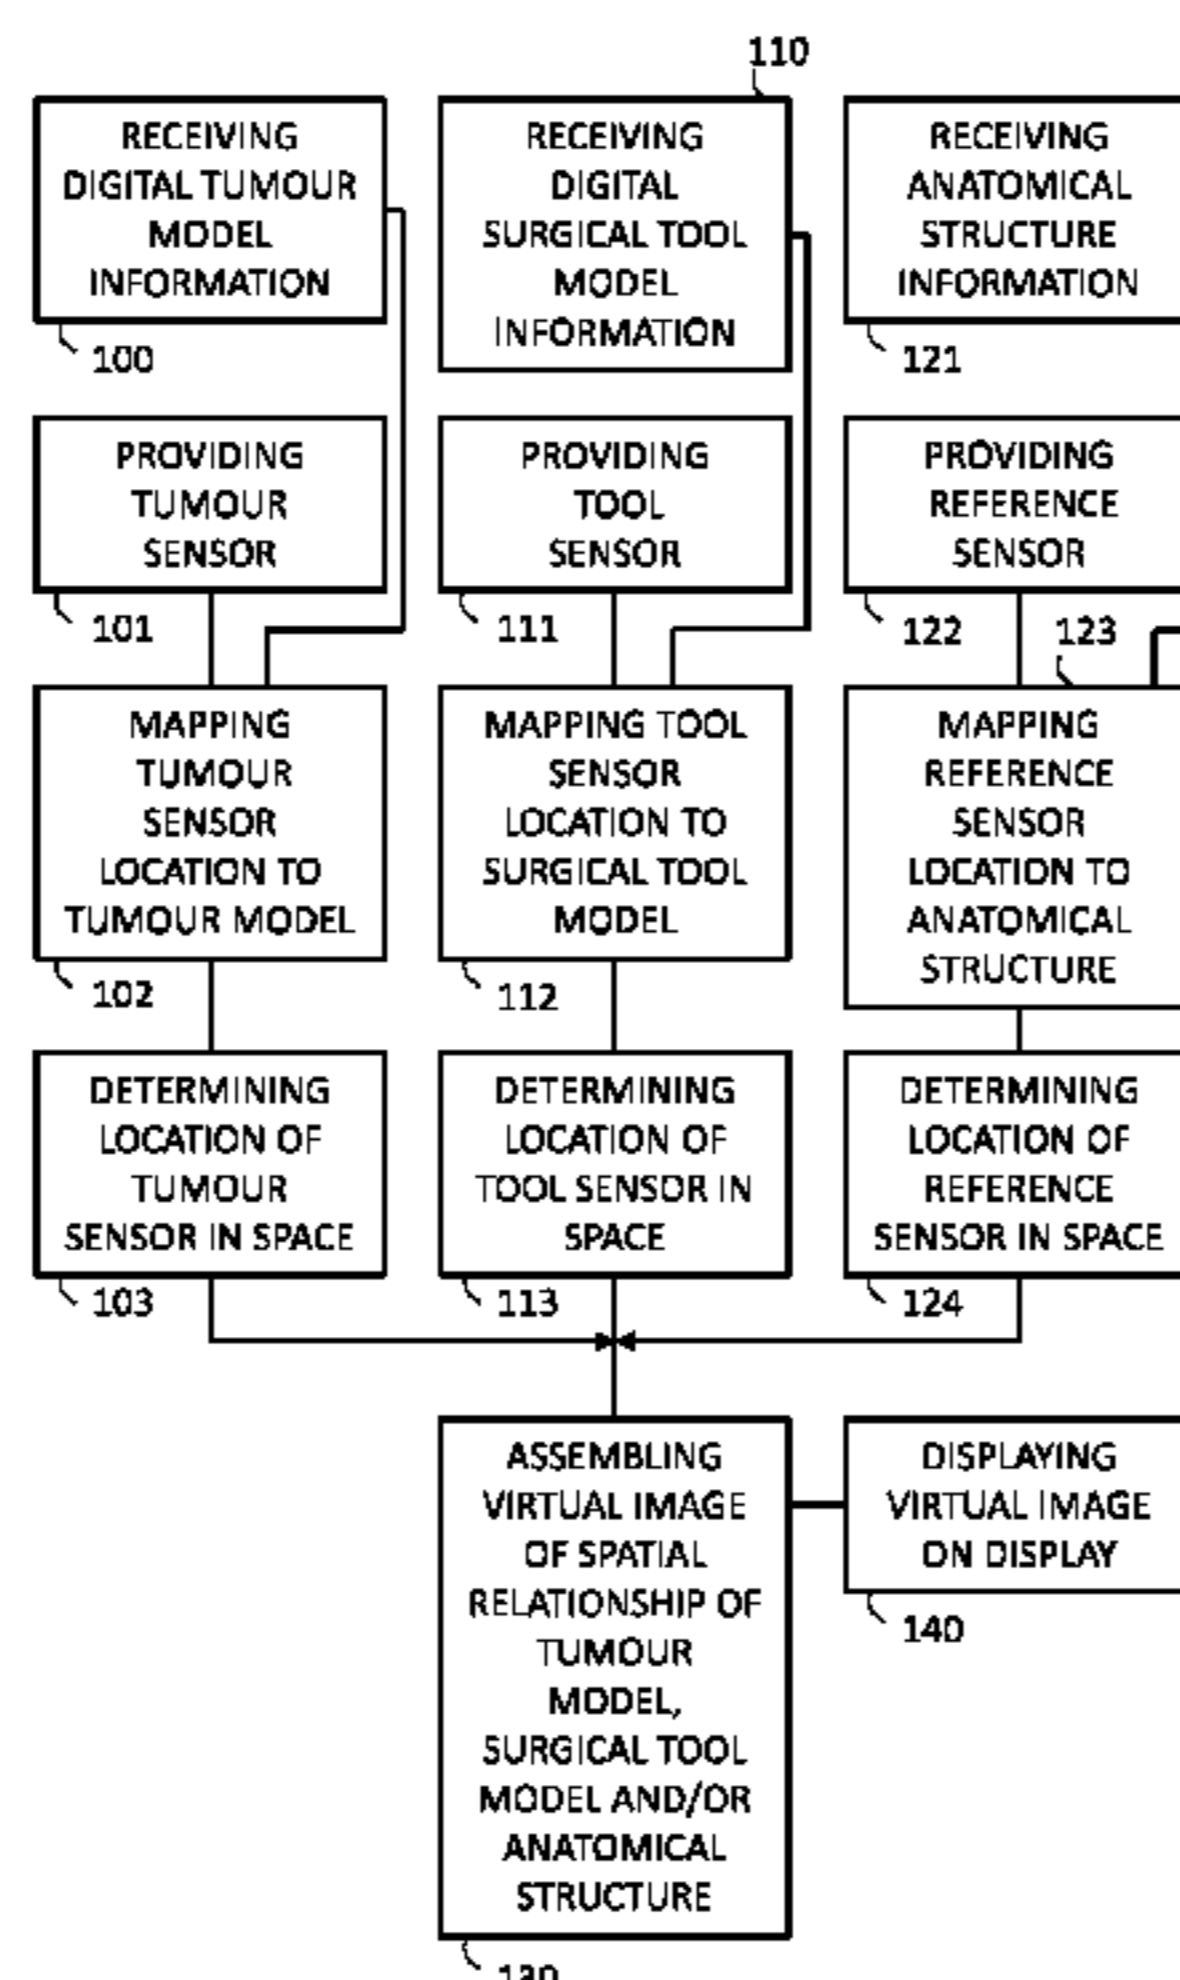 110
RECEIVING
DIGITAL TUMOUR
MODEL
INFORMATION
100
RECEIVING
DIGITAL
SURGICAL TOOL
MODEL
INFORMATION
RECEIVING
ANATOMICAL
STRUCTURE
INFORMATION
121
PROVIDING
TUMOUR
SENSOR
101
PROVIDING
TOOL
SENSOR
111
PROVIDING
REFERENCE
SENSOR
122
123
MAPPING
TUMOUR
SENSOR
LOCATION TO
TUMOUR MODEL
102
MAPPING TOOL
SENSOR
LOCATION TO
SURGICAL TOOL
MODEL
112
MAPPING
REFERENCE
SENSOR
LOCATION TO
ANATOMICAL
STRUCTURE
DETERMINING
LOCATION OF
TUMOUR
SENSOR IN SPACE
103
DETERMINING
LOCATION OF
TOOL SENSOR IN
SPACE
113
DETERMINING
LOCATION OF
REFERENCE
SENSOR IN SPACE
124
ASSEMBLING
VIRTUAL IMAGE
OF SPATIAL
RELATIONSHIP OF
TUMOUR
MODEL,
SURGICAL TOOL
MODEL AND/OR
ANATOMICAL
STRUCTURE
DISPLAYING
VIRTUAL IMAGE
ON DISPLAY
140